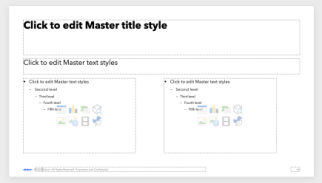 Click to edit Master title style
Click to edit Master text styles
• Click to edit Master text styles
– Second level
• Third level
– Fourth level
• Fifth level
• Click to edit Master text styles
– Second level
• Third level
– Fourth level
• Fifth level